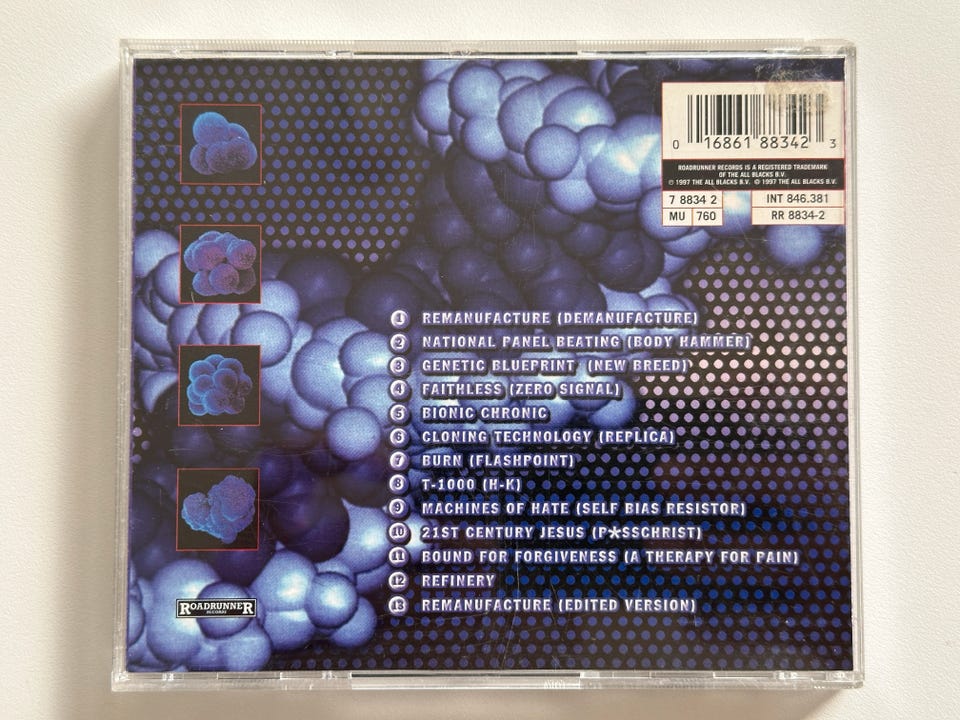 0 16861 88342 3
ROADRUNNER RECORDS IS A REGISTERED TRADEMARK
OF THE ALL BLACKS B.V.
℗ 1997 THE ALL BLACKS B.V. © 1997 THE ALL BLACKS B.V.
7 8834 2
INT 846.381
MU 760
RR 8834-2
1 REMANUFACTURE (DEMANUFACTURE)
2 NATIONAL PANEL BEATING (BODY HAMMER)
3 GENETIC BLUEPRINT (NEW BREED)
4 FAITHLESS (ZERO SIGNAL)
5 BIONIC CHRONIC
6 CLONING TECHNOLOGY (REPLICA)
7 BURN (FLASHPOINT)
8 T-1000 (H-K)
9 MACHINES OF HATE (SELF BIAS RESISTOR)
10 21ST CENTURY JESUS (P*SSCHRIST)
11 BOUND FOR FORGIVENESS (A THERAPY FOR PAIN)
12 REFINERY
13 REMANUFACTURE (EDITED VERSION)
ROADRUNNER
RECORDS